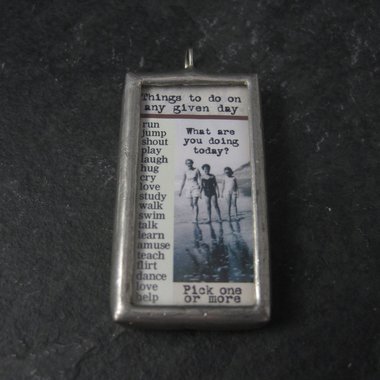 Things to do on
any given day
run
jump
shout
play
laugh
hug
cry
love
study
walk
swim
talk
learn
amuse
teach
flirt
dance
love
help
What are
you doing
today?
Pick one
or more